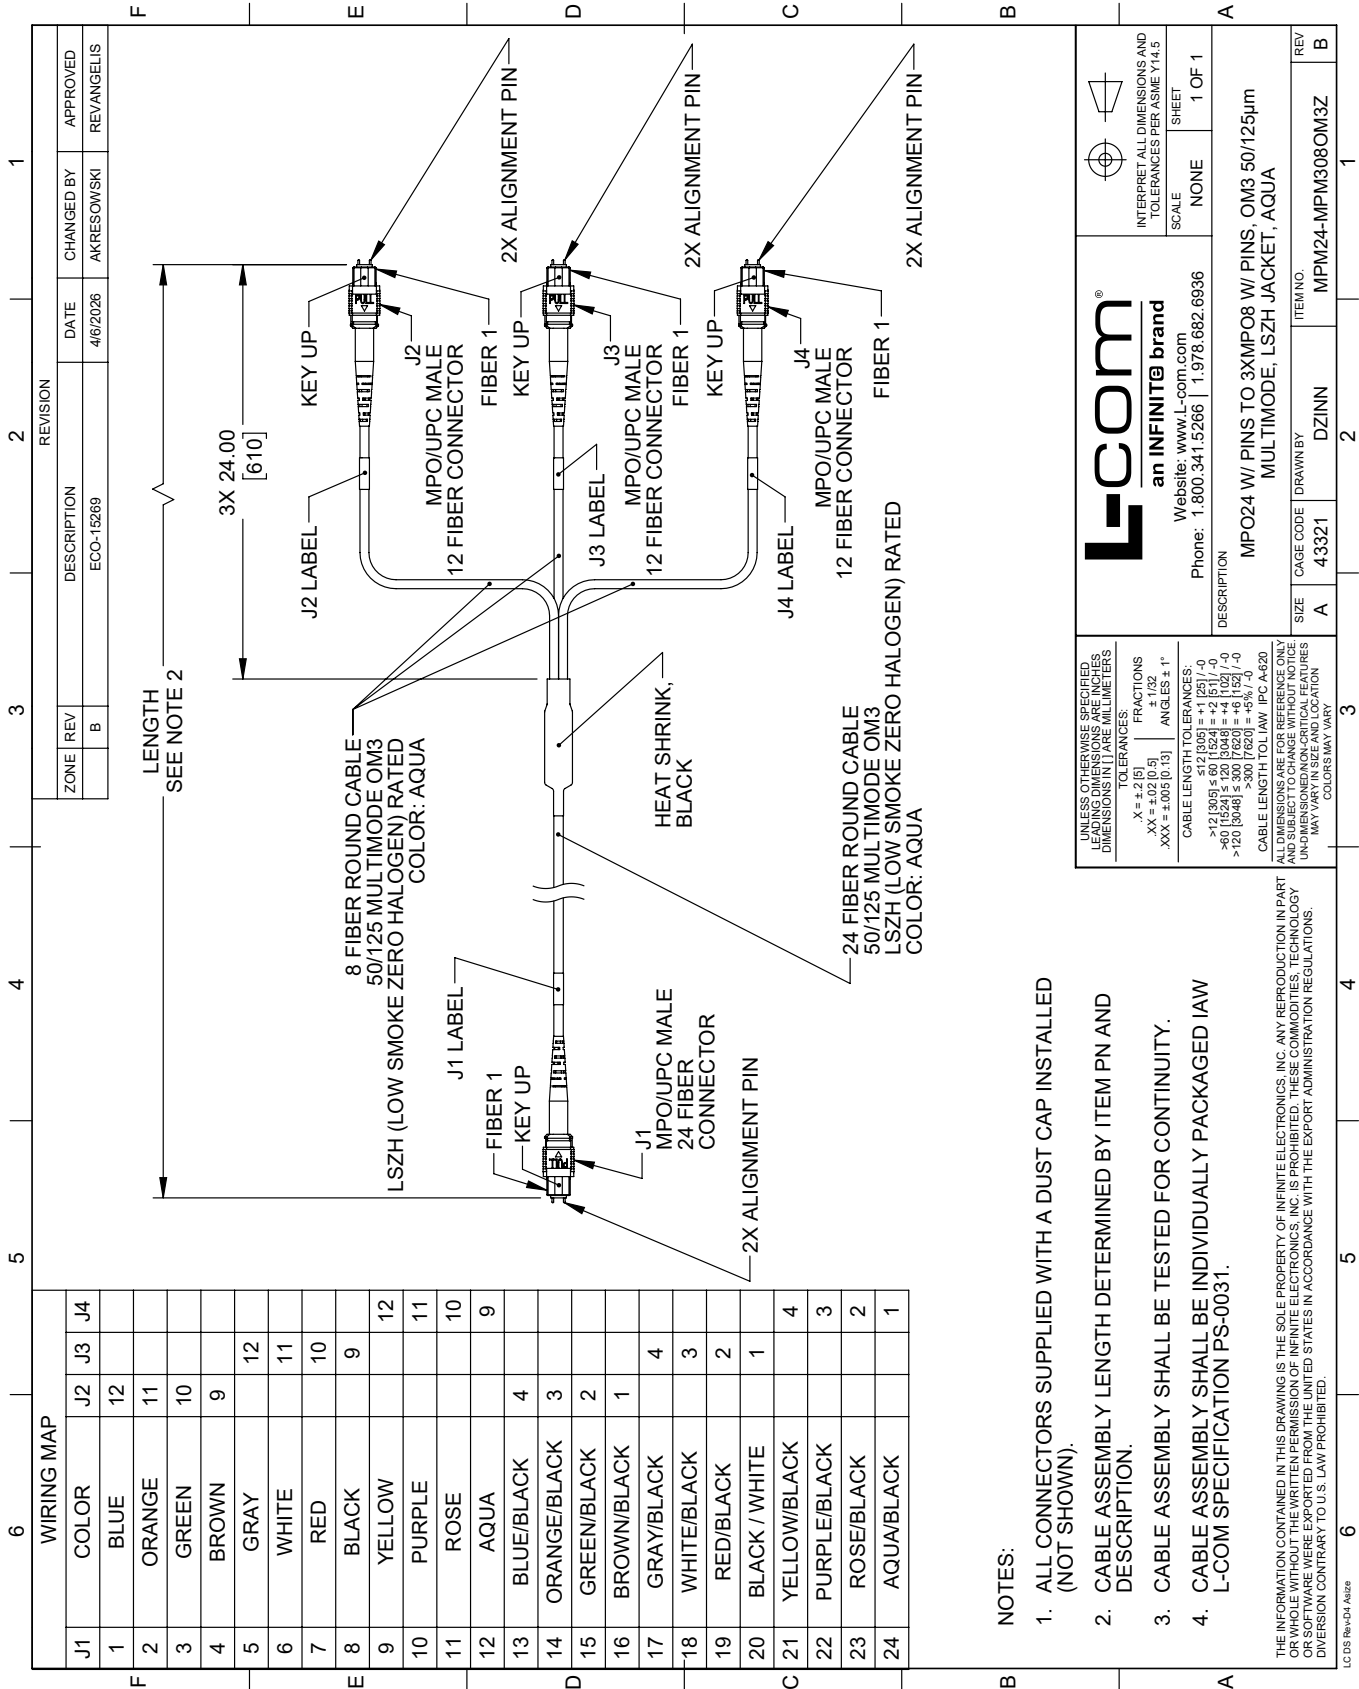 F
E
D
C
B
A
6
5
4
3
2
1
WIRING MAP
J1 COLOR J2 J3 J4
1 BLUE 12
2 ORANGE 11
3 GREEN 10
4 BROWN 9
5 GRAY 12
6 WHITE 11
7 RED 10
8 BLACK 9
9 YELLOW 12
10 PURPLE 11
11 ROSE 10
12 AQUA 9
13 BLUE/BLACK 4
14 ORANGE/BLACK 3
15 GREEN/BLACK 2
16 BROWN/BLACK 1
17 GRAY/BLACK 4
18 WHITE/BLACK 3
19 RED/BLACK 2
20 BLACK / WHITE 1
21 YELLOW/BLACK 4
22 PURPLE/BLACK 3
23 ROSE/BLACK 2
24 AQUA/BLACK 1
REVISION
ZONE REV DESCRIPTION DATE CHANGED BY APPROVED
B ECO-15269 4/6/2026 AKRESOWSKI REVANGELIS
LENGTH
SEE NOTE 2
3X 24.00
[610]
8 FIBER ROUND CABLE
50/125 MULTIMODE OM3
LSZH (LOW SMOKE ZERO HALOGEN) RATED
COLOR: AQUA
J1 LABEL
FIBER 1
KEY UP
PULL
J1
MPO/UPC MALE
24 FIBER
CONNECTOR
2X ALIGNMENT PIN
HEAT SHRINK,
BLACK
24 FIBER ROUND CABLE
50/125 MULTIMODE OM3
LSZH (LOW SMOKE ZERO HALOGEN) RATED
COLOR: AQUA
J2 LABEL
KEY UP
PULL
J2
MPO/UPC MALE
12 FIBER CONNECTOR
FIBER 1
2X ALIGNMENT PIN
J3 LABEL
KEY UP
PULL
J3
MPO/UPC MALE
12 FIBER CONNECTOR
FIBER 1
2X ALIGNMENT PIN
J4 LABEL
KEY UP
PULL
J4
MPO/UPC MALE
12 FIBER CONNECTOR
FIBER 1
2X ALIGNMENT PIN
NOTES:
1. ALL CONNECTORS SUPPLIED WITH A DUST CAP INSTALLED
(NOT SHOWN).
2. CABLE ASSEMBLY LENGTH DETERMINED BY ITEM PN AND
DESCRIPTION.
3. CABLE ASSEMBLY SHALL BE TESTED FOR CONTINUITY.
4. CABLE ASSEMBLY SHALL BE INDIVIDUALLY PACKAGED IAW
L-COM SPECIFICATION PS-0031.
THE INFORMATION CONTAINED IN THIS DRAWING IS THE SOLE PROPERTY OF INFINITE ELECTRONICS, INC. ANY REPRODUCTION IN PART
OR WHOLE WITHOUT THE WRITTEN PERMISSION OF INFINITE ELECTRONICS, INC. IS PROHIBITED. THESE COMMODITIES, TECHNOLOGY
OR SOFTWARE WERE EXPORTED FROM THE UNITED STATES IN ACCORDANCE WITH THE EXPORT ADMINISTRATION REGULATIONS.
DIVERSION CONTRARY TO U.S. LAW PROHIBITED.
LC DS Rev-D4 Asize
UNLESS OTHERWISE SPECIFIED
LEADING DIMENSIONS ARE INCHES
DIMENSIONS IN [ ] ARE MILLIMETERS
TOLERANCES:
.X = ±.2 [5] FRACTIONS
.XX = ±.02 [0.5] ± 1/32
.XXX = ±.005 [0.13] ANGLES ± 1°
CABLE LENGTH TOLERANCES:
≤12 [305] = +1 [25] / -0
>12 [305] ≤ 60 [1524] = +2 [51] / -0
>60 [1524] ≤ 120 [3048] = +4 [102] / -0
>120 [3048] ≤ 300 [7620] = +6 [152] / -0
>300 [7620] = +5% / -0
CABLE LENGTH TOL IAW IPC A-620
ALL DIMENSIONS ARE FOR REFERENCE ONLY
AND SUBJECT TO CHANGE WITHOUT NOTICE.
UN-DIMENSIONED/NON-CRITICAL FEATURES
MAY VARY IN SIZE AND LOCATION
COLORS MAY VARY
L-com®
an INFINITE brand
Website: www.L-com.com
Phone: 1.800.341.5266 | 1.978.682.6936
INTERPRET ALL DIMENSIONS AND
TOLERANCES PER ASME Y14.5
SCALE NONE
SHEET 1 OF 1
DESCRIPTION
MPO24 W/ PINS TO 3XMPO8 W/ PINS, OM3 50/125µm
MULTIMODE, LSZH JACKET, AQUA
SIZE A
CAGE CODE 43321
DRAWN BY DZINN
ITEM NO. MPM24-MPM308OM3Z
REV B
6
5
4
3
2
1
F
E
D
C
B
A